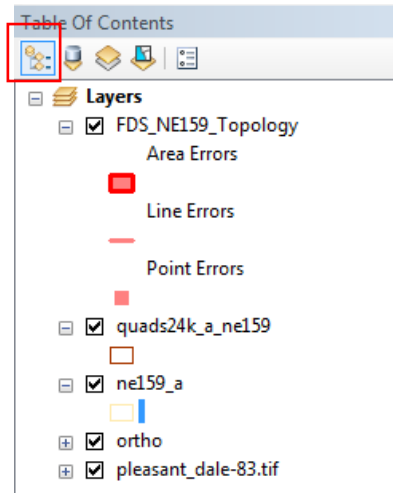 Table Of Contents
Layers
FDS_NE159_Topology
Area Errors
Line Errors
Point Errors
quads24k_a_ne159
ne159_a
ortho
pleasant_dale-83.tif